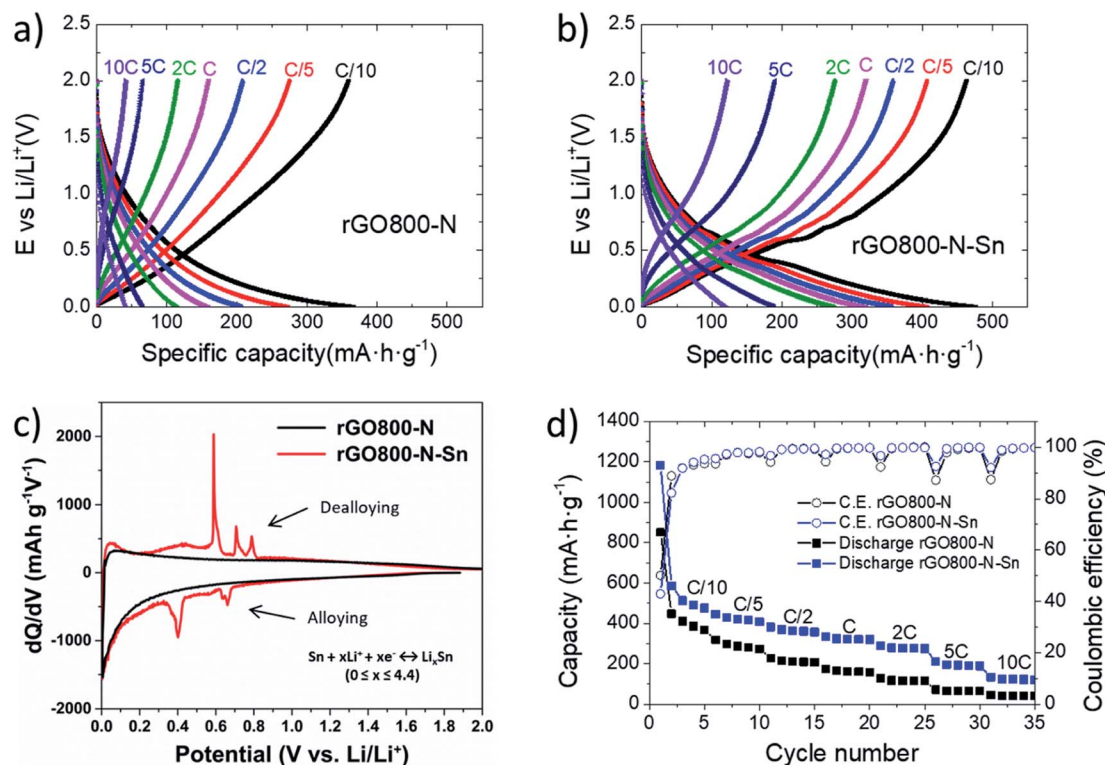 a)
2.5
2.0
1.5
1.0
0.5
0.0
E vs Li/Li⁺(V)
10C 5C 2C C C/2 C/5 C/10
rGO800-N
0 100 200 300 400 500
Specific capacity(mA·h·g⁻¹)
b)
2.5
2.0
1.5
1.0
0.5
0.0
E vs Li/Li⁺(V)
10C 5C 2C C C/2 C/5 C/10
rGO800-N-Sn
0 100 200 300 400 500
Specific capacity(mA·h·g⁻¹)
c)
2000
1000
0
-1000
-2000
dQ/dV (mAh g⁻¹V⁻¹)
rGO800-N
rGO800-N-Sn
Dealloying
Alloying
Sn + xLi⁺ + xe⁻ ↔ LiₓSn
(0 ≤ x ≤ 4.4)
0.0 0.2 0.4 0.6 0.8 1.0 1.2 1.4 1.6 1.8 2.0
Potential (V vs. Li/Li⁺)
d)
1400
1200
1000
800
600
400
200
0
Capacity (mA·h·g⁻¹)
C.E. rGO800-N
C.E. rGO800-N-Sn
Discharge rGO800-N
Discharge rGO800-N-Sn
C/10 C/5 C/2 C 2C 5C 10C
100
80
60
40
20
0
Coulombic efficiency (%)
0 5 10 15 20 25 30 35
Cycle number